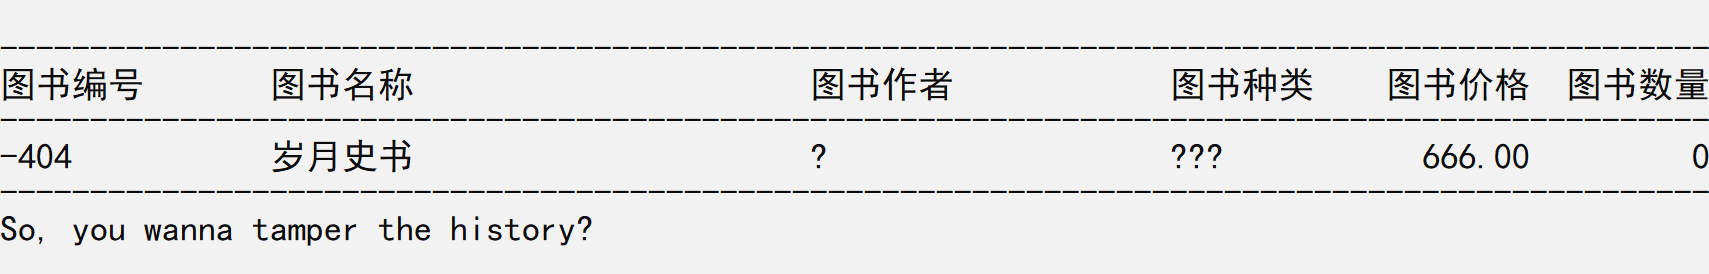 图书编号 图书名称 图书作者 图书种类 图书价格 图书数量
-404 岁月史书 ? ??? 666.00 0
So, you wanna tamper the history?